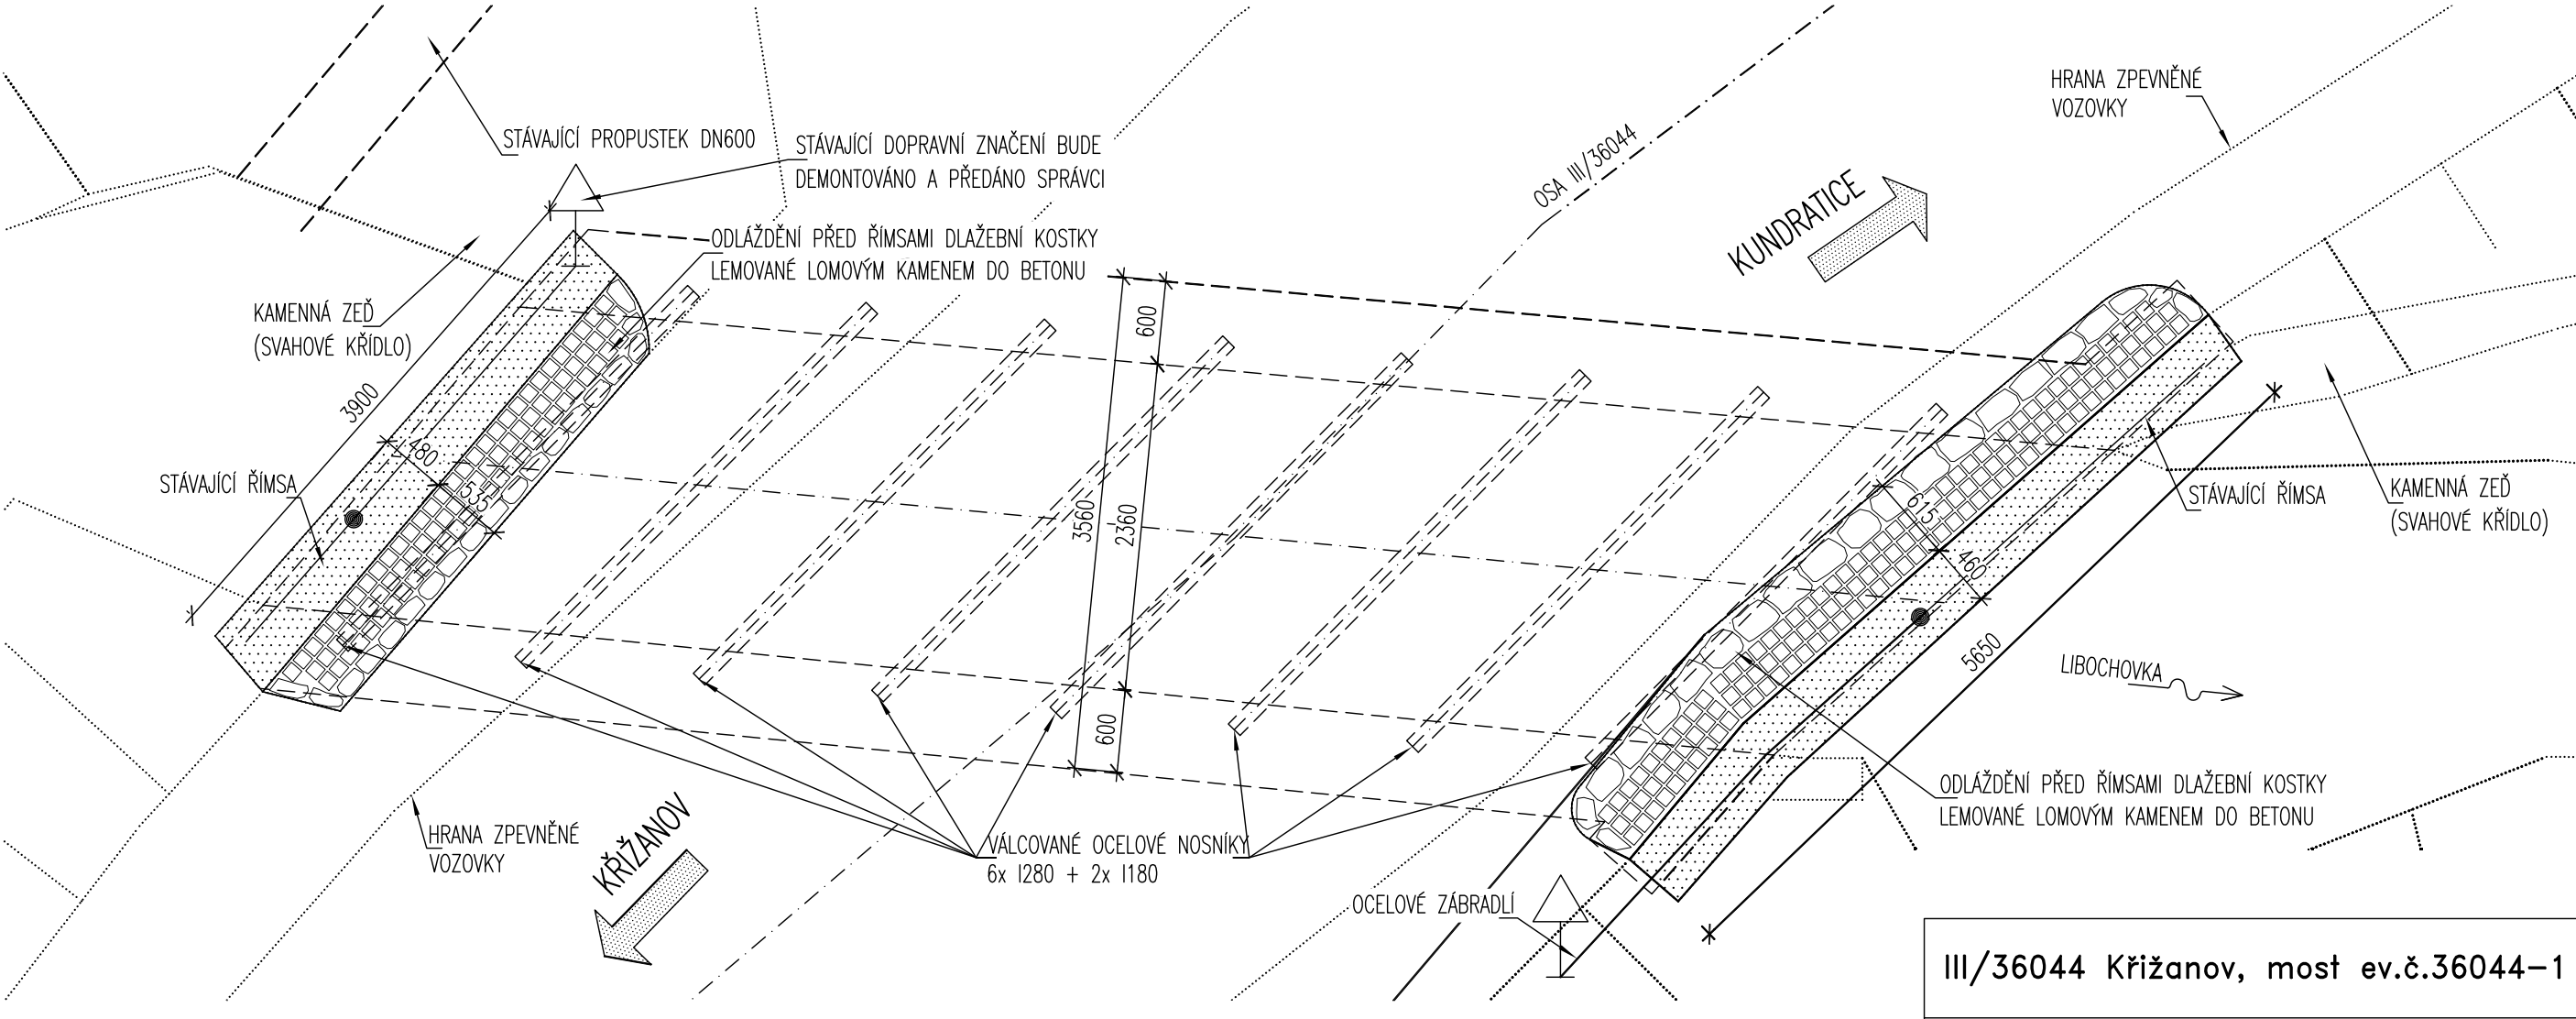 HRANA ZPEVNĚNÉ
VOZOVKY
STÁVAJÍCÍ PROPUSTEK DN600
STÁVAJÍCÍ DOPRAVNÍ ZNAČENÍ BUDE
DEMONTOVÁNO A PŘEDÁNO SPRÁVCI
OSA III/36044
KUNDRATICE
ODLÁŽDĚNÍ PŘED ŘÍMSAMI DLAŽEBNÍ KOSTKY
LEMOVANÉ LOMOVÝM KAMENEM DO BETONU
KAMENNÁ ZEĎ
(SVAHOVÉ KŘÍDLO)
600
3900
480
535
STÁVAJÍCÍ ŘÍMSA
3560
2360
615
460
STÁVAJÍCÍ ŘÍMSA
KAMENNÁ ZEĎ
(SVAHOVÉ KŘÍDLO)
5650
LIBOCHOVKA
600
ODLÁŽDĚNÍ PŘED ŘÍMSAMI DLAŽEBNÍ KOSTKY
LEMOVANÉ LOMOVÝM KAMENEM DO BETONU
HRANA ZPEVNĚNÉ
VOZOVKY
KŘIŽANOV
VÁLCOVANÉ OCELOVÉ NOSNÍKY
6x I280 + 2x I180
OCELOVÉ ZÁBRADLÍ
III/36044 Křižanov, most ev.č.36044-1